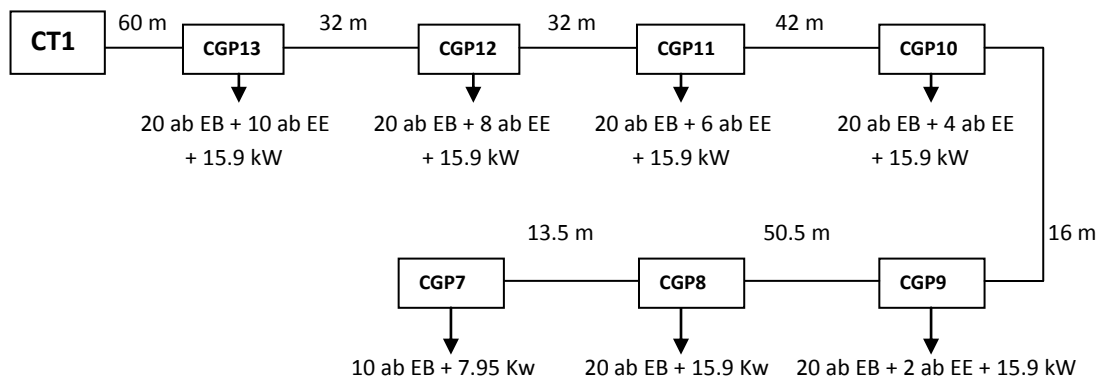 60 m
32 m
32 m
42 m
CT1
CGP13
CGP12
CGP11
CGP10
20 ab EB + 10 ab EE
+ 15.9 kW
20 ab EB + 8 ab EE
+ 15.9 kW
20 ab EB + 6 ab EE
+ 15.9 kW
20 ab EB + 4 ab EE
+ 15.9 kW
13.5 m
50.5 m
16 m
CGP7
CGP8
CGP9
10 ab EB + 7.95 Kw
20 ab EB + 15.9 Kw
20 ab EB + 2 ab EE + 15.9 kW